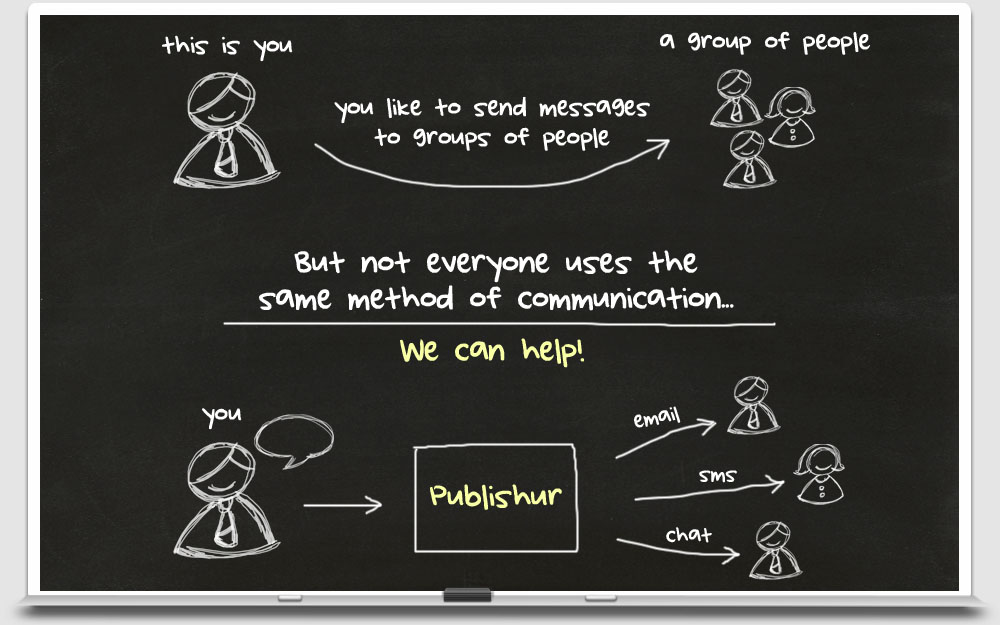 this is you
a group of people
you like to send messages
to groups of people
But not everyone uses the
same method of communication...
We can help!
you
email
sms
Publishur
chat